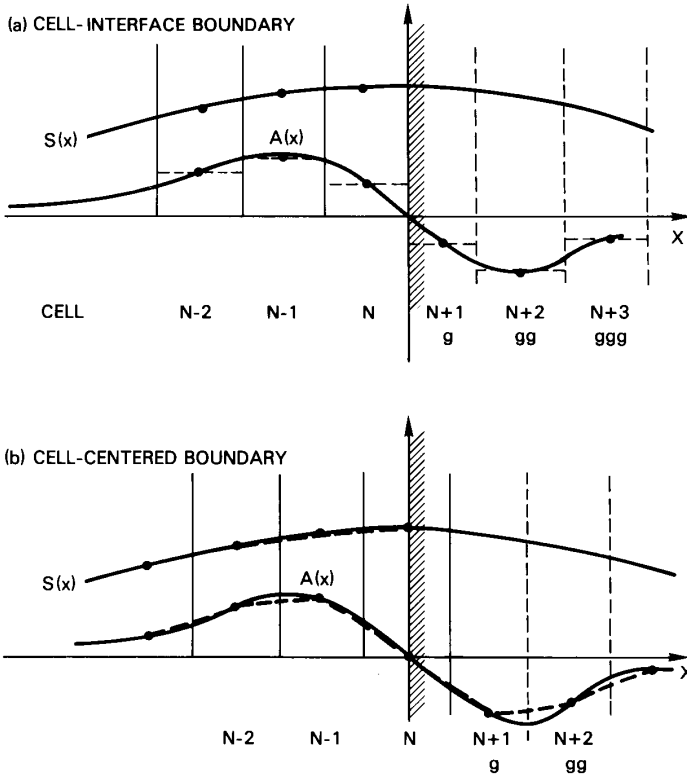 (a) CELL-INTERFACE BOUNDARY
S(x)
A(x)
X
CELL N-2 N-1 N N+1 N+2 N+3
g gg ggg
(b) CELL-CENTERED BOUNDARY
S(x)
A(x)
X
N-2 N-1 N N+1 N+2
g gg